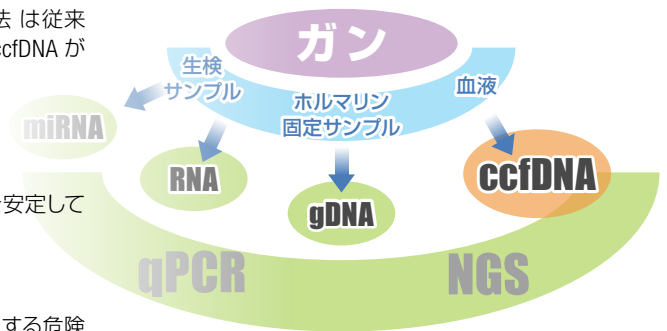 法 は従来
ccfDNA が
ガン
生検
サンプル
ホルマリン
固定サンプル
血液
miRNA
RNA
gDNA
ccfDNA
安定して
qPCR
NGS
する危険